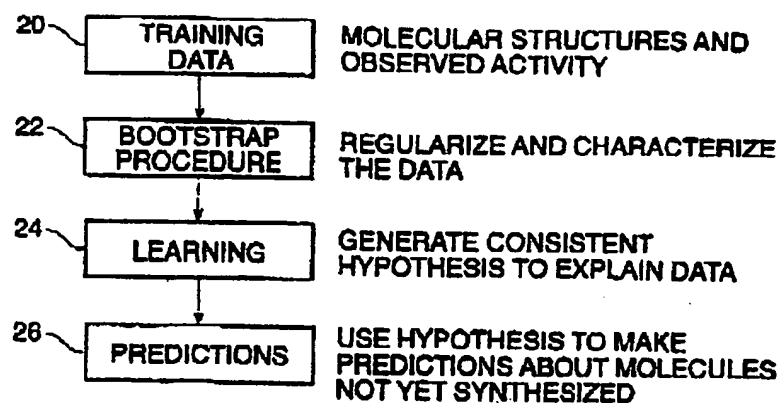 20
TRAINING
DATA
MOLECULAR STRUCTURES AND
OBSERVED ACTIVITY
22
BOOTSTRAP
PROCEDURE
REGULARIZE AND CHARACTERIZE
THE DATA
24
LEARNING
GENERATE CONSISTENT
HYPOTHESIS TO EXPLAIN DATA
26
PREDICTIONS
USE HYPOTHESIS TO MAKE
PREDICTIONS ABOUT MOLECULES
NOT YET SYNTHESIZED